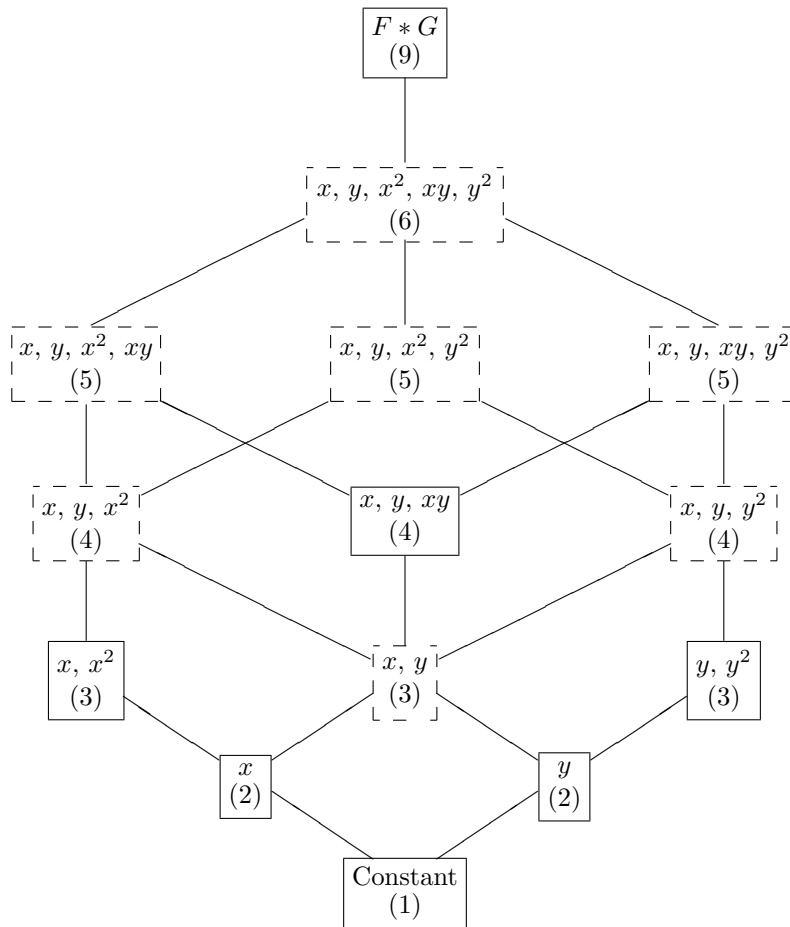 F ∗ G
(9)
x, y, x², xy, y²
(6)
x, y, x², xy
(5)
x, y, x², y²
(5)
x, y, xy, y²
(5)
x, y, x²
(4)
x, y, xy
(4)
x, y, y²
(4)
x, x²
(3)
x, y
(3)
y, y²
(3)
x
(2)
y
(2)
Constant
(1)